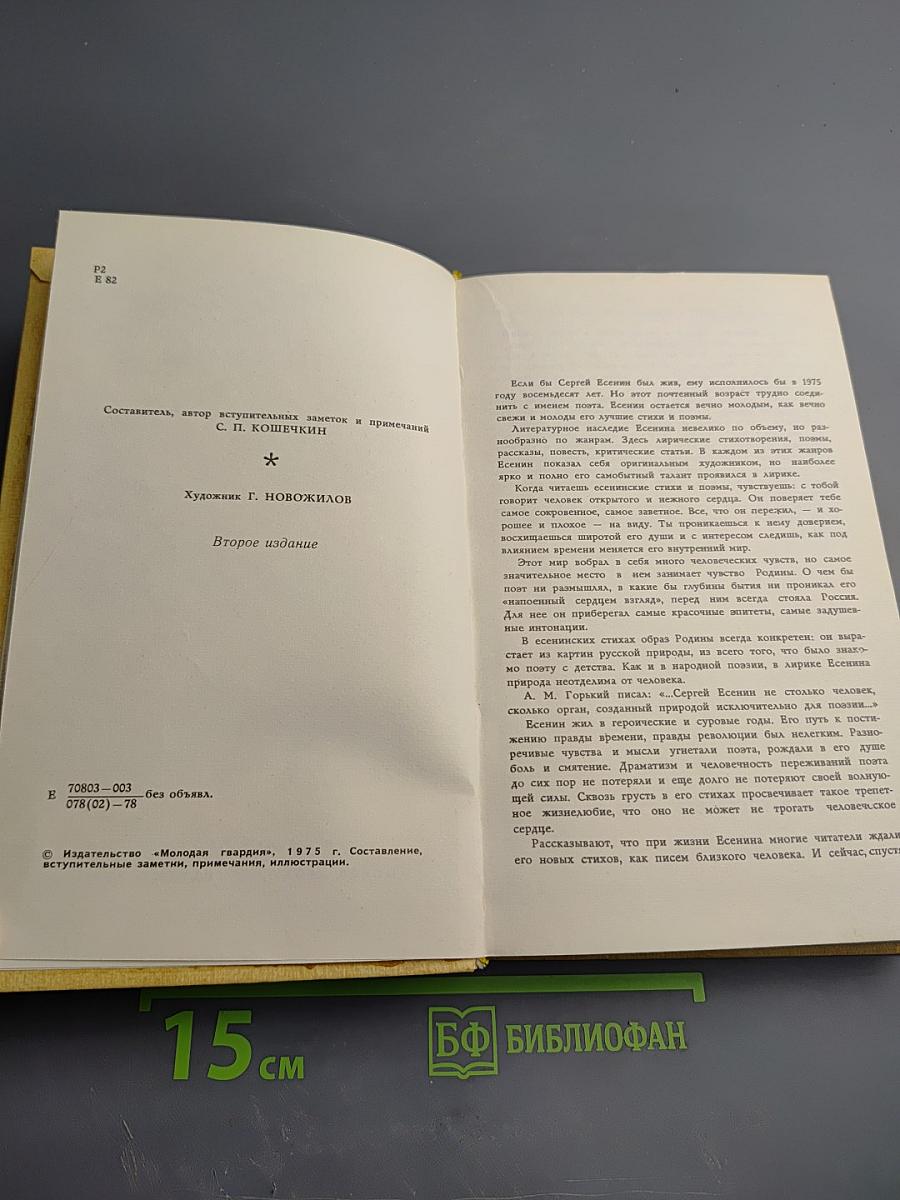 Р2
Е 82
Составитель, автор вступительных заметок и примечаний
С. П. КОШЕЧКИН
*
Художник Г. НОВОЖИЛОВ
Второе издание
Е 70803—003 без объявл.
078(02)—78
© Издательство «Молодая гвардия», 1975 г. Составление,
вступительные заметки, примечания, иллюстрации.
Если бы Сергей Есенин был жив, ему исполнилось бы в 1975
году восемьдесят лет. Но этот почтенный возраст трудно соеди-
нить с именем поэта. Есенин остается вечно молодым, как вечно
свежи и молоды его лучшие стихи и поэмы.
Литературное наследие Есенина невелико по объему, но раз-
нообразно по жанрам. Здесь лирические стихотворения, поэмы,
рассказы, повесть, критические статьи. В каждом из этих жанров
Есенин показал себя оригинальным художником, но наиболее
ярко и полно его самобытный талант проявился в лирике.
Когда читаешь есенинские стихи и поэмы, чувствуешь: с тобой
говорит человек открытого и нежного сердца. Он поверяет тебе
самое сокровенное, самое заветное. Все, что он пережил, — и хо-
рошее и плохое — на виду. Ты проникаешься к нему доверием,
восхищаешься широтой его души и с интересом следишь, как под
влиянием времени меняется его внутренний мир.
Этот мир вобрал в себя много человеческих чувств, но самое
значительное место в нем занимает чувство Родины. О чем бы
поэт ни размышлял, в какие бы глубины бытия ни проникал его
«напоенный сердцем взгляд», перед ним всегда стояла Россия.
Для нее он приберегал самые красочные эпитеты, самые задушев-
ные интонации.
В есенинских стихах образ Родины всегда конкретен: он выра-
стает из картин русской природы, из всего того, что было знако-
мо поэту с детства. Как и в народной поэзии, в лирике Есенина
природа неотделима от человека.
А. М. Горький писал: «...Сергей Есенин не столько человек,
сколько орган, созданный природой исключительно для поэзии...»
Есенин жил в героические и суровые годы. Его путь к пости-
жению правды времени, правды революции был нелегким. Разно-
речивые чувства и мысли угнетали поэта, рождали в его душе
боль и смятение. Драматизм и человечность переживаний поэта
до сих пор не потеряли и еще долго не потеряют своей волную-
щей силы. Сквозь грусть в его стихах просвечивает такое трепет-
ное жизнелюбие, что оно не может не трогать человеческое
сердце.
Рассказывают, что при жизни Есенина многие читатели ждали
его новых стихов, как писем близкого человека. И сейчас, спустя
15 см
БФ БИБЛИОФАН